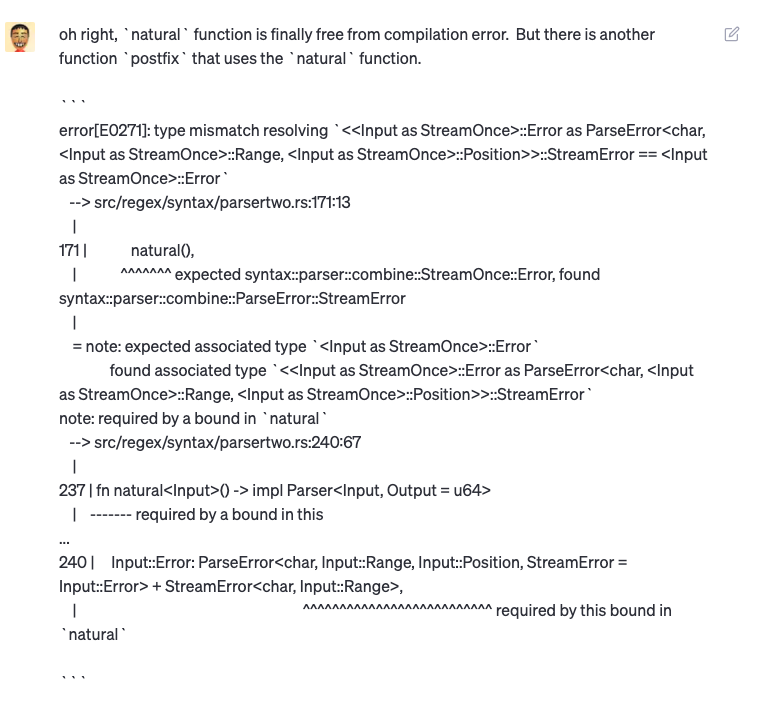 oh right, `natural` function is finally free from compilation error.  But there is another
function `postfix` that uses the `natural` function.
```
error[E0271]: type mismatch resolving `<<Input as StreamOnce>::Error as ParseError<char,
<Input as StreamOnce>::Range, <Input as StreamOnce>::Position>>::StreamError == <Input
as StreamOnce>::Error`
--> src/regex/syntax/parsertwo.rs:171:13
|
171 |            natural(),
|            ^^^^^^^ expected syntax::parser::combine::StreamOnce::Error, found
syntax::parser::combine::ParseError::StreamError
|
= note: expected associated type `<Input as StreamOnce>::Error`
found associated type `<<Input as StreamOnce>::Error as ParseError<char, <Input
as StreamOnce>::Range, <Input as StreamOnce>::Position>>::StreamError`
note: required by a bound in `natural`
--> src/regex/syntax/parsertwo.rs:240:67
|
237 | fn natural<Input>() -> impl Parser<Input, Output = u64>
|    ------- required by a bound in this
...
240 |     Input::Error: ParseError<char, Input::Range, Input::Position, StreamError =
Input::Error> + StreamError<char, Input::Range>,
|                                                                   ^^^^^^^^^^^^^^^^^^^^^^^^^^ required by this bound in
`natural`
```